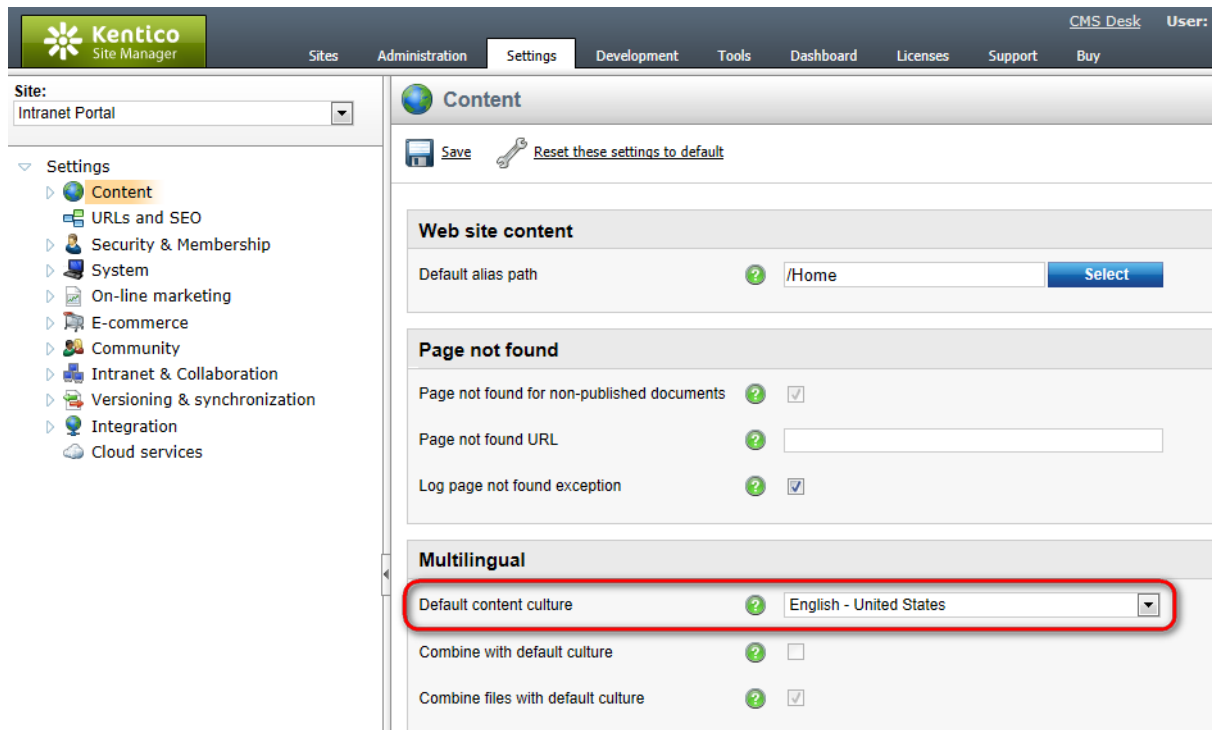 CMS Desk User:
Kentico
Site Manager
Sites Administration Settings Development Tools Dashboard Licenses Support Buy
Site:
Intranet Portal
Settings
Content
URLs and SEO
Security & Membership
System
On-line marketing
E-commerce
Community
Intranet & Collaboration
Versioning & synchronization
Integration
Cloud services
Content
Save Reset these settings to default
Web site content
Default alias path ? /Home Select
Page not found
Page not found for non-published documents ?
Page not found URL ?
Log page not found exception ?
Multilingual
Default content culture ? English - United States
Combine with default culture ?
Combine files with default culture ?